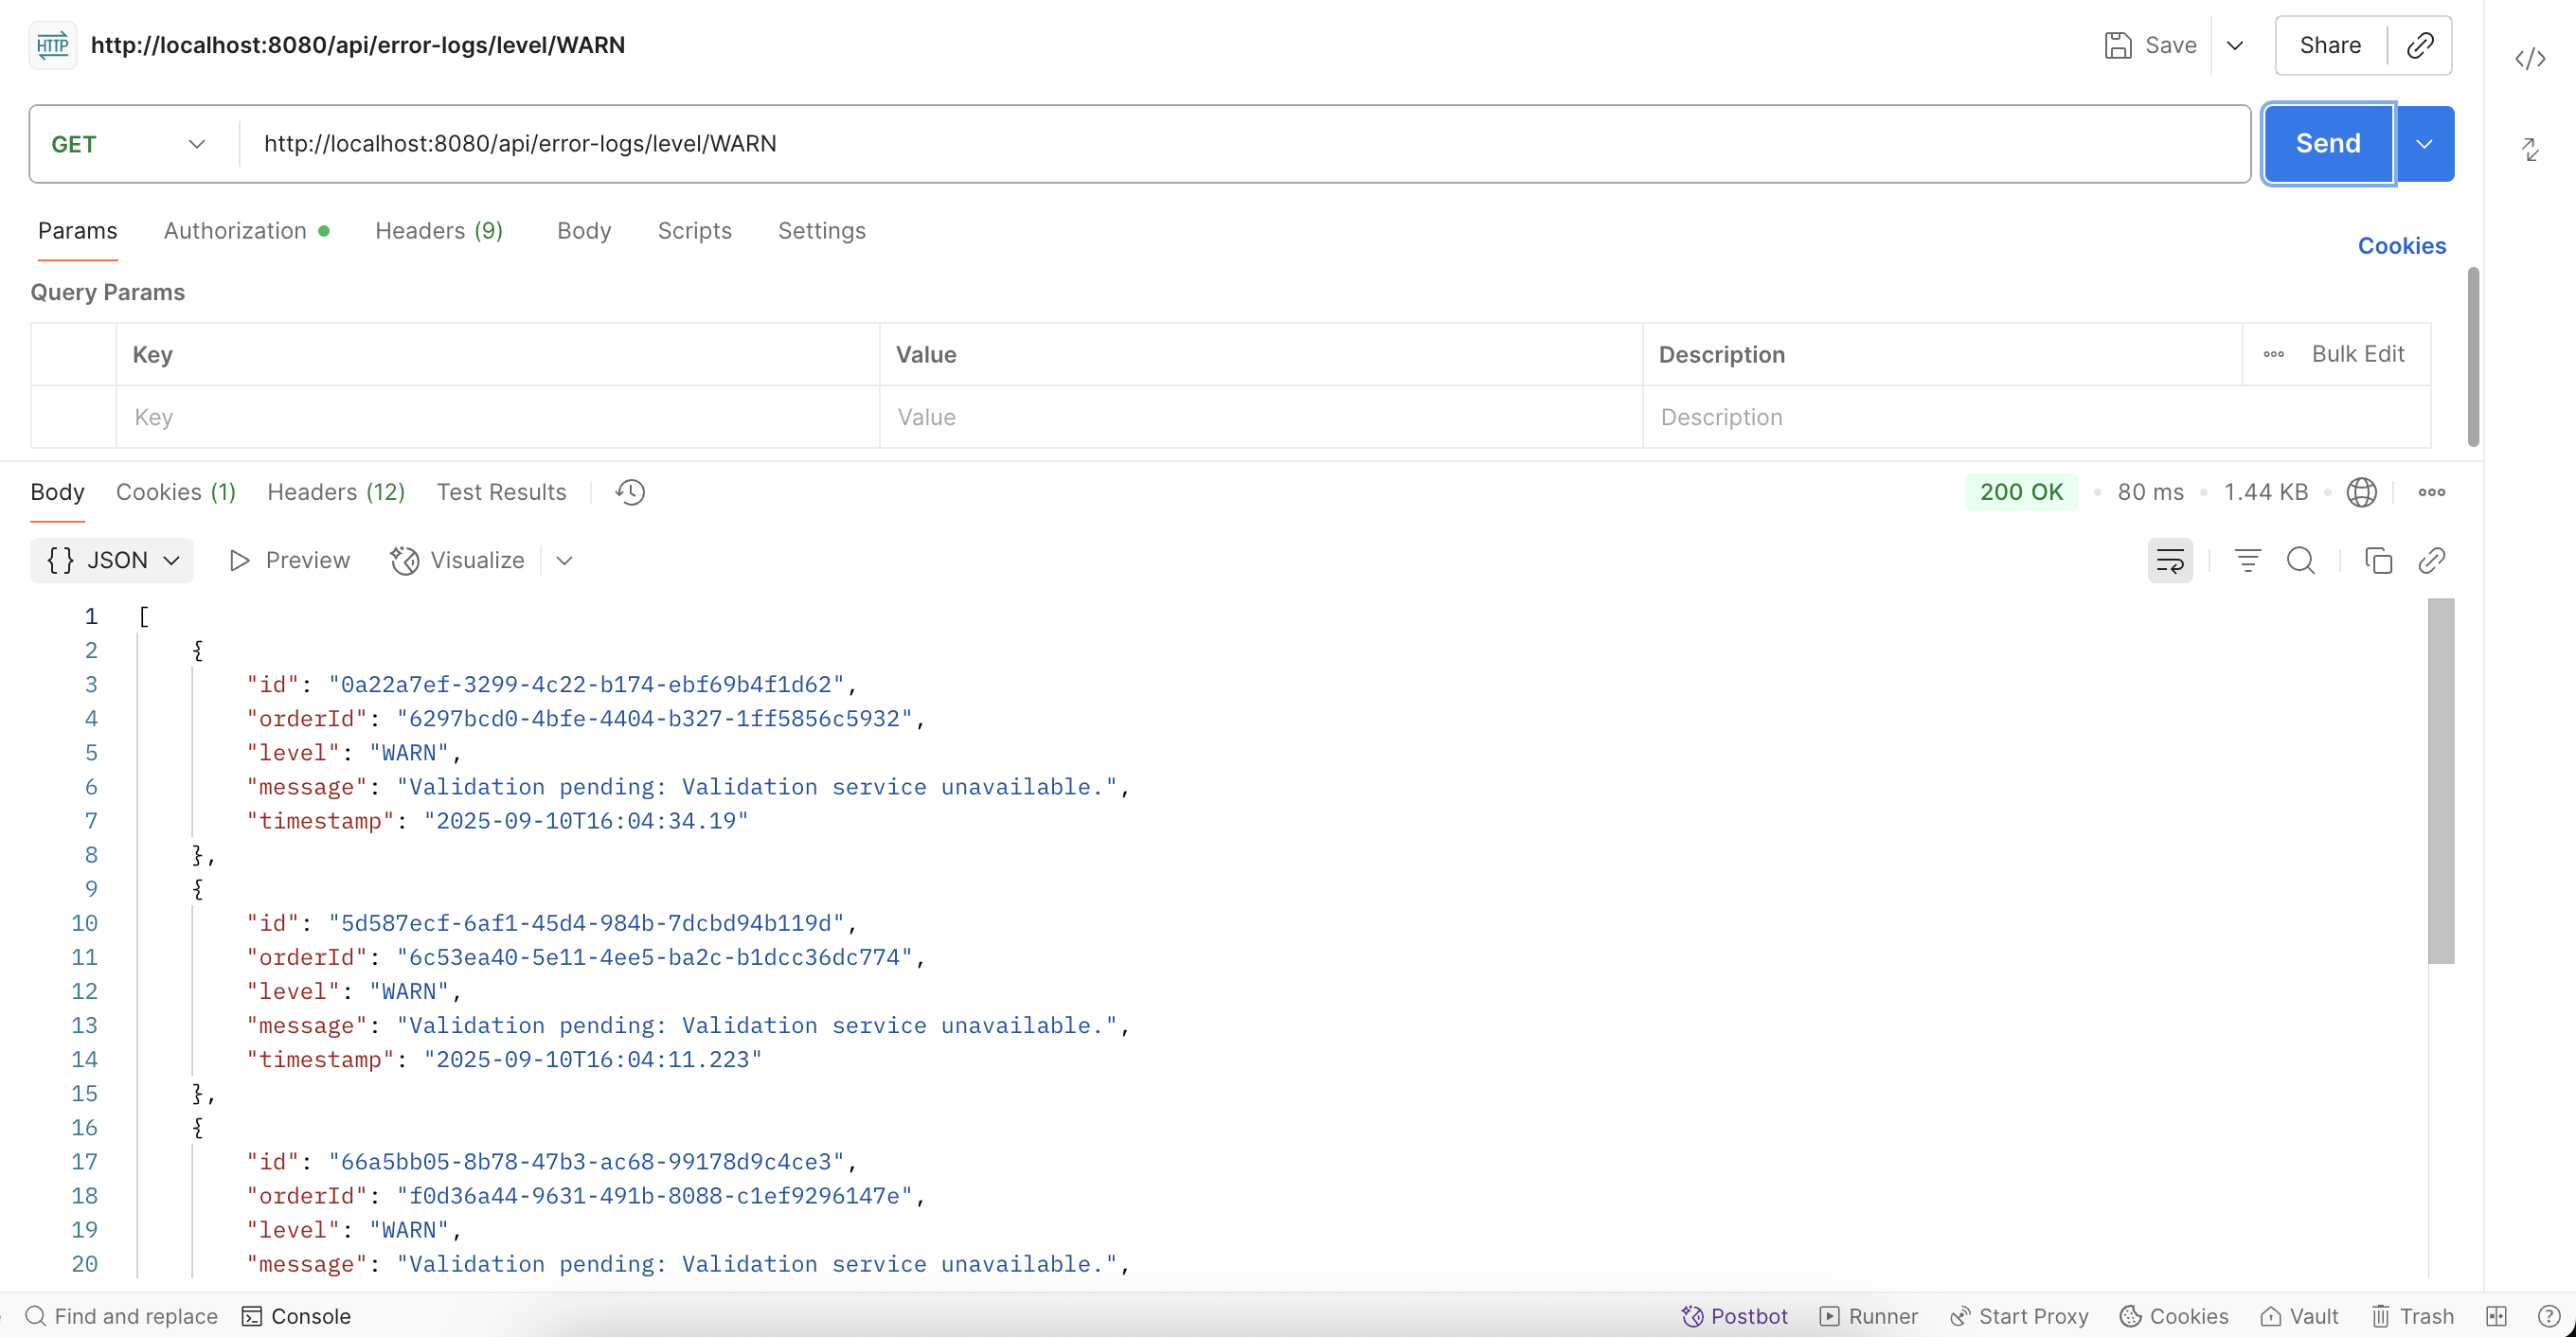 HTTP http://localhost:8080/api/error-logs/level/WARN Save Share
GET http://localhost:8080/api/error-logs/level/WARN Send
Params Authorization Headers (9) Body Scripts Settings Cookies
Query Params
Key Value Description Bulk Edit
Key Value Description
Body Cookies (1) Headers (12) Test Results 200 OK 80 ms 1.44 KB
{} JSON Preview Visualize
1 [
2 {
3 "id": "0a22a7ef-3299-4c22-b174-ebf69b4f1d62",
4 "orderId": "6297bcd0-4bfe-4404-b327-1ff5856c5932",
5 "level": "WARN",
6 "message": "Validation pending: Validation service unavailable.",
7 "timestamp": "2025-09-10T16:04:34.19"
8 },
9 {
10 "id": "5d587ecf-6af1-45d4-984b-7dcbd94b119d",
11 "orderId": "6c53ea40-5e11-4ee5-ba2c-b1dcc36dc774",
12 "level": "WARN",
13 "message": "Validation pending: Validation service unavailable.",
14 "timestamp": "2025-09-10T16:04:11.223"
15 },
16 {
17 "id": "66a5bb05-8b78-47b3-ac68-99178d9c4ce3",
18 "orderId": "f0d36a44-9631-491b-8088-c1ef9296147e",
19 "level": "WARN",
20 "message": "Validation pending: Validation service unavailable.",
Find and replace Console Postbot Runner Start Proxy Cookies Vault Trash